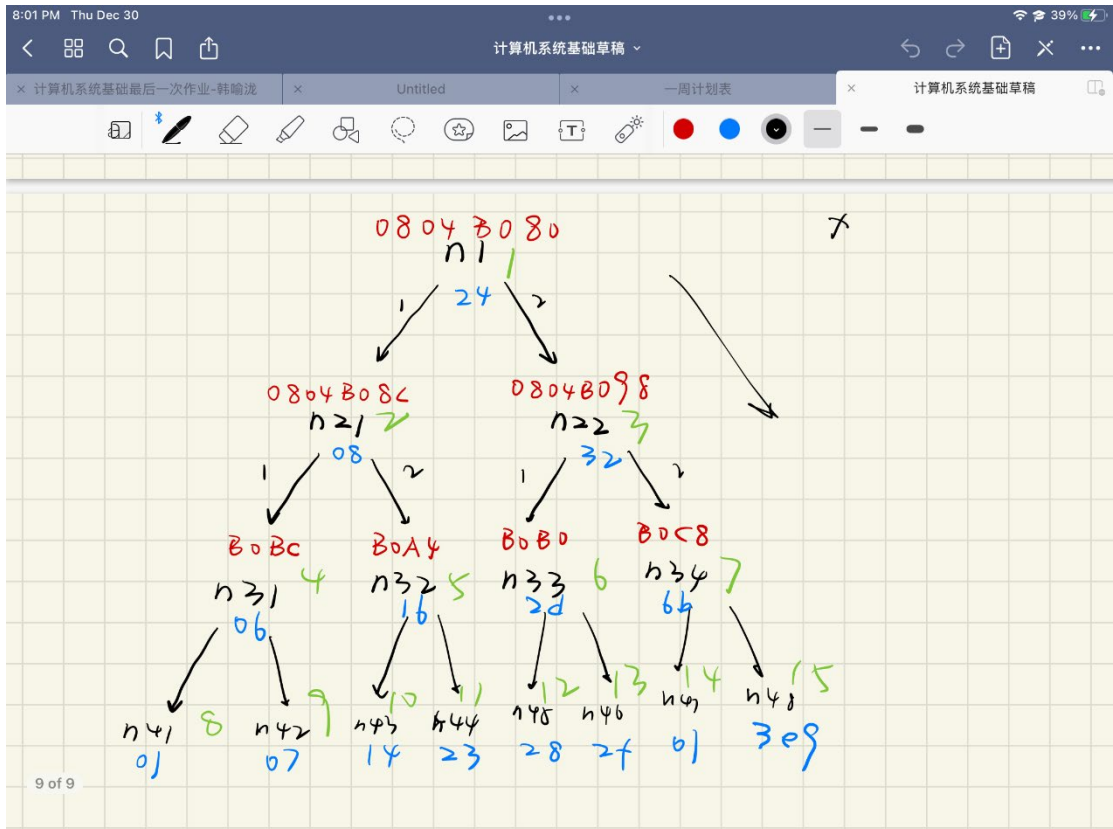 8:01 PM Thu Dec 30
39%
计算机系统基础草稿
计算机系统基础最后一次作业-韩喻泷
Untitled
一周计划表
计算机系统基础草稿
0804B080
n1 1
24
1 2
0804B08C 0804B098
n21 2 n22 3
08 32
1 2 1 2
B0BC B0A4 B0B0 B0C8
n31 4 n32 5 n33 6 n34 7
06 16 2d 6b
n41 8 n42 9 n43 10 n44 11 n45 12 n46 13 n47 14 n48 15
01 07 14 23 28 2f 01 3e9
9 of 9